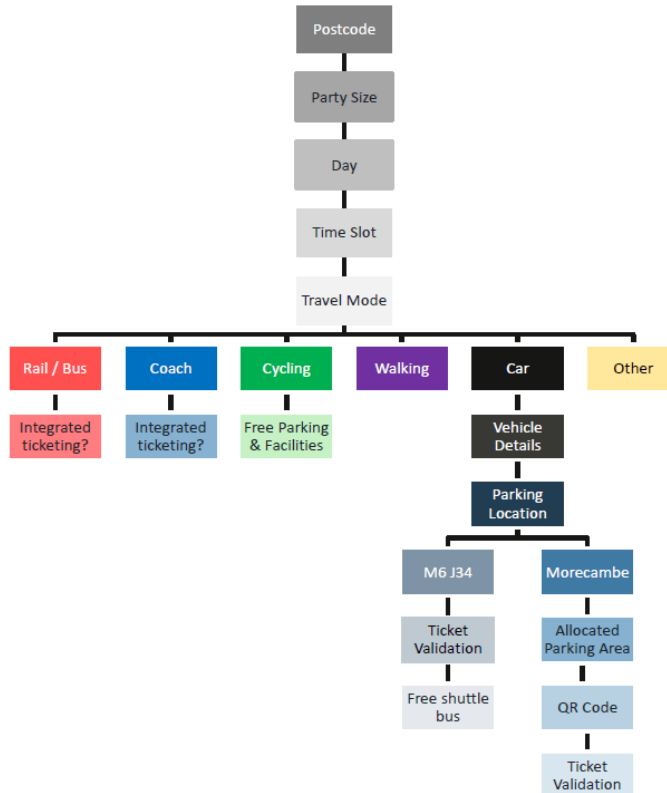 Postcode
Party Size
Day
Time Slot
Travel Mode
Rail / Bus
Coach
Cycling
Walking
Car
Other
Integrated
ticketing?
Integrated
ticketing?
Free Parking
& Facilities
Vehicle
Details
Parking
Location
M6 J34
Morecambe
Ticket
Validation
Allocated
Parking Area
Free shuttle
bus
QR Code
Ticket
Validation